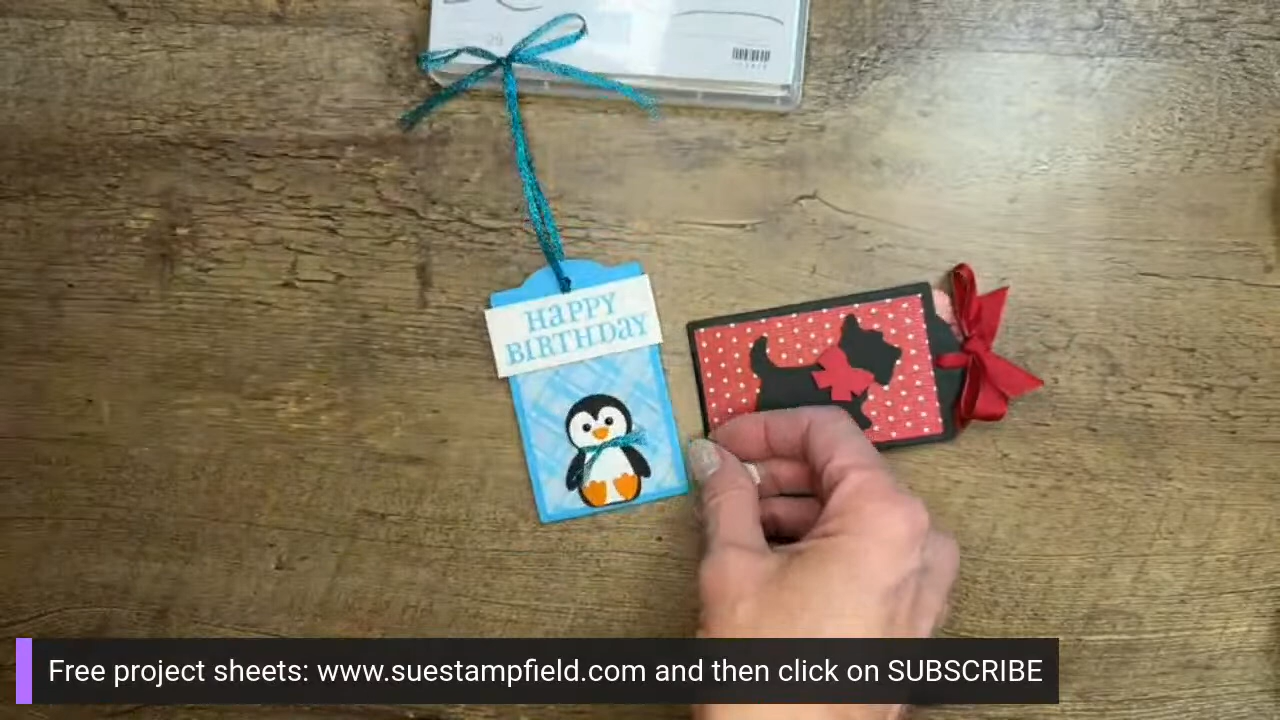 HaPPY
BIRTHDaY
Free project sheets: www.suestampfield.com and then click on SUBSCRIBE